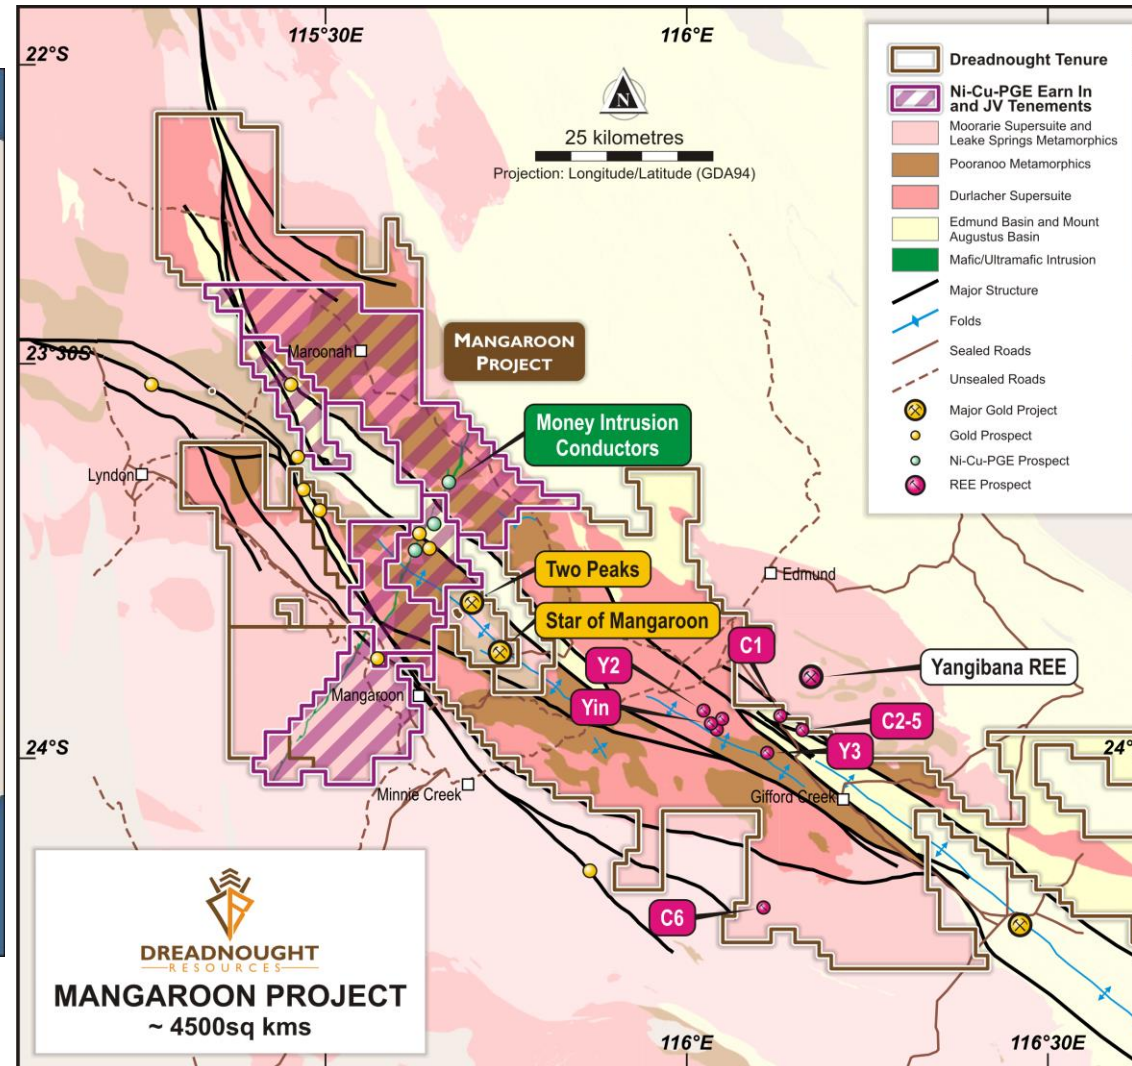 115°30'E
116°E
22°S
N
25 kilometres
Projection: Longitude/Latitude (GDA94)
Dreadnought Tenure
Ni-Cu-PGE Earn In
and JV Tenements
Moorarie Supersuite and
Leake Springs Metamorphics
Pooranoo Metamorphics
Durlacher Supersuite
Edmund Basin and Mount
Augustus Basin
Mafic/Ultramafic Intrusion
Major Structure
Folds
Sealed Roads
Unsealed Roads
Major Gold Project
Gold Prospect
Ni-Cu-PGE Prospect
REE Prospect
23°30'S
Maroonah
MANGAROON
PROJECT
Money Intrusion
Conductors
Lyndon
Two Peaks
Edmund
Star of Mangaroon
C1
Y2
Yangibana REE
Yin
Mangaroon
C2-5
Y3
24°S
24°
Minnie Creek
Gifford Creek
C6
DREADNOUGHT
RESOURCES
MANGAROON PROJECT
~ 4500sq kms
116°E
116°30'E